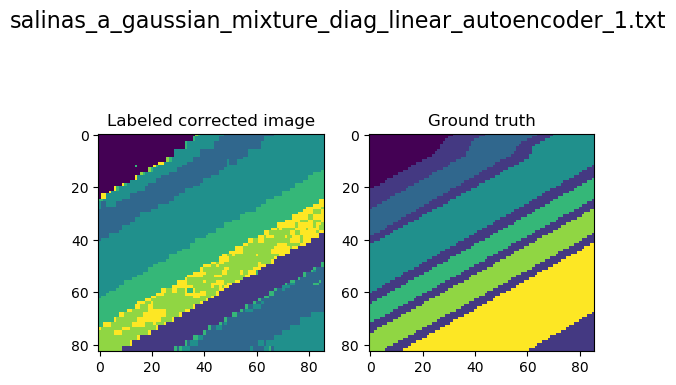 salinas_a_gaussian_mixture_diag_linear_autoencoder_1.txt
Labeled corrected image
Ground truth
0
20
40
60
80
0 20 40 60 80
0
20
40
60
80
0 20 40 60 80